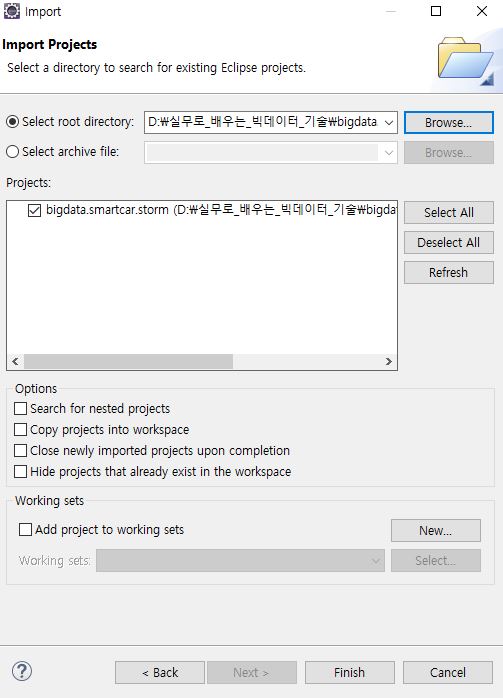 Import
Import Projects
Select a directory to search for existing Eclipse projects.
Select root directory: D:₩실무로_배우는_빅데이터_기술₩bigdata. Browse...
Select archive file: Browse...
Projects:
bigdata.smartcar.storm (D:₩실무로_배우는_빅데이터_기술₩bigdat
Select All
Deselect All
Refresh
Options
Search for nested projects
Copy projects into workspace
Close newly imported projects upon completion
Hide projects that already exist in the workspace
Working sets
Add project to working sets New...
Working sets: Select...
? < Back Next > Finish Cancel